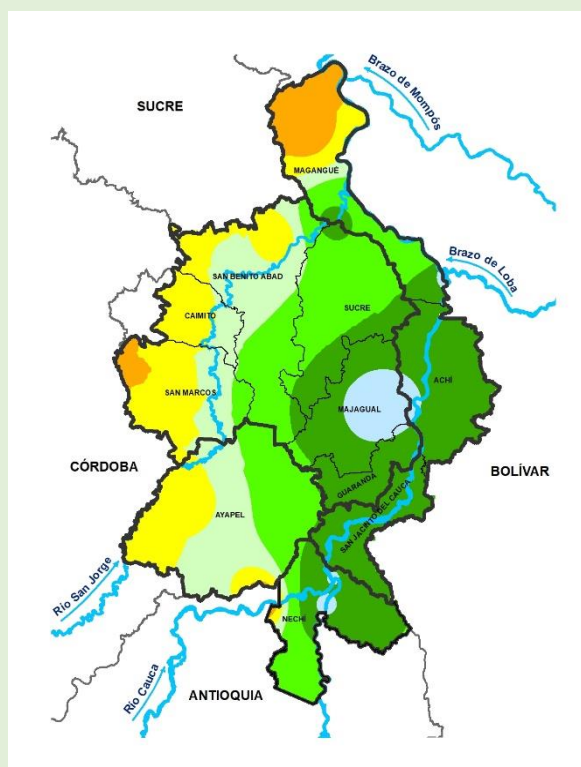 SUCRE
Brazo de Mompós
MAGANGUÉ
Brazo de Loba
SAN BENITO ABAD
SUCRE
CAIMITO
ACHÍ
SAN MARCOS
MAJAGUAL
CÓRDOBA
BOLÍVAR
GUARANDA
SAN JACINTO DEL CAUCA
AYAPEL
Río San Jorge
NECHÍ
Río Cauca
ANTIOQUIA